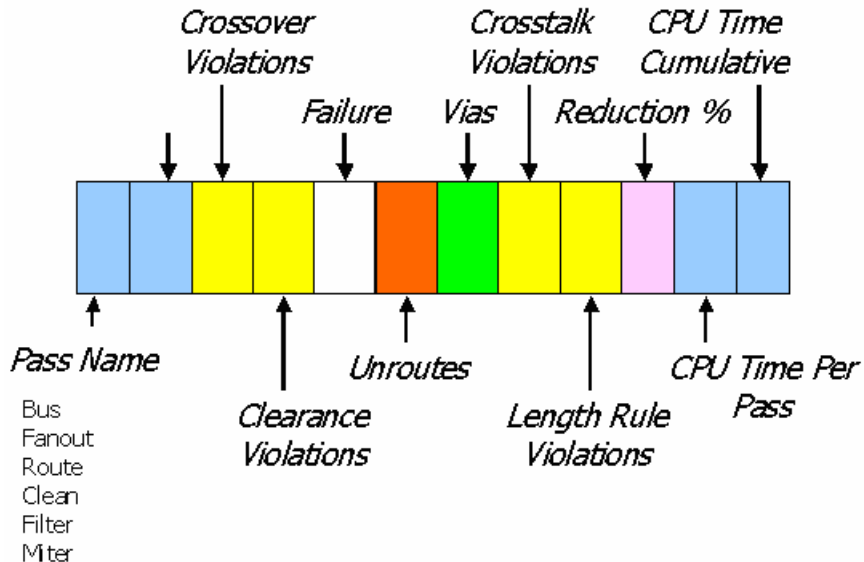 Crossover
Violations
Crosstalk
Violations
CPU Time
Cumulative
Failure
Vias
Reduction %
Pass Name
Unroutes
CPU Time Per
Pass
Clearance
Violations
Length Rule
Violations
Bus
Fanout
Route
Clean
Filter
Miter